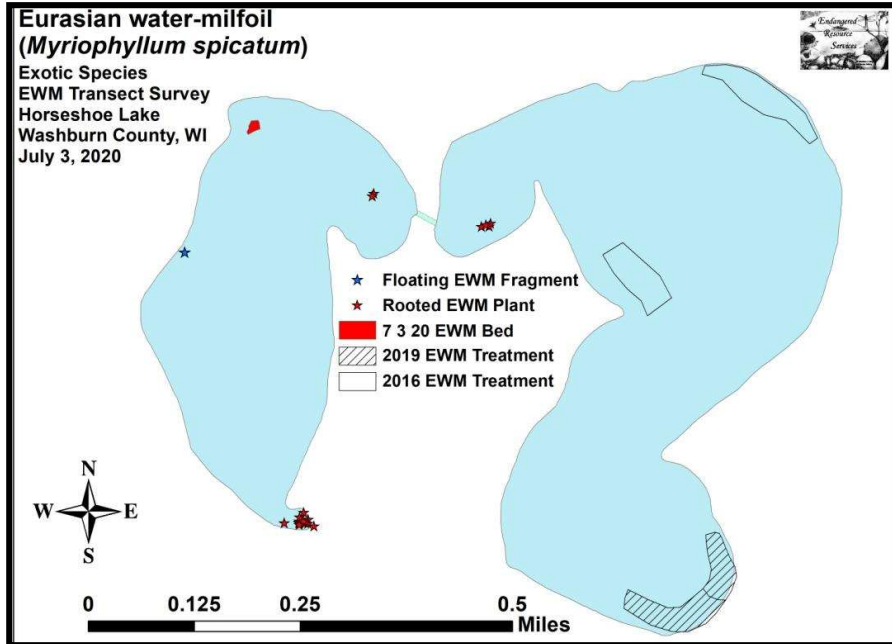 Eurasian water-milfoil
(Myriophyllum spicatum)
Exotic Species
EWM Transect Survey
Horseshoe Lake
Washburn County, WI
July 3, 2020
Endangered
Resource
Services
Floating EWM Fragment
Rooted EWM Plant
7 3 20 EWM Bed
2019 EWM Treatment
2016 EWM Treatment
N
W E
S
0 0.125 0.25 0.5
Miles